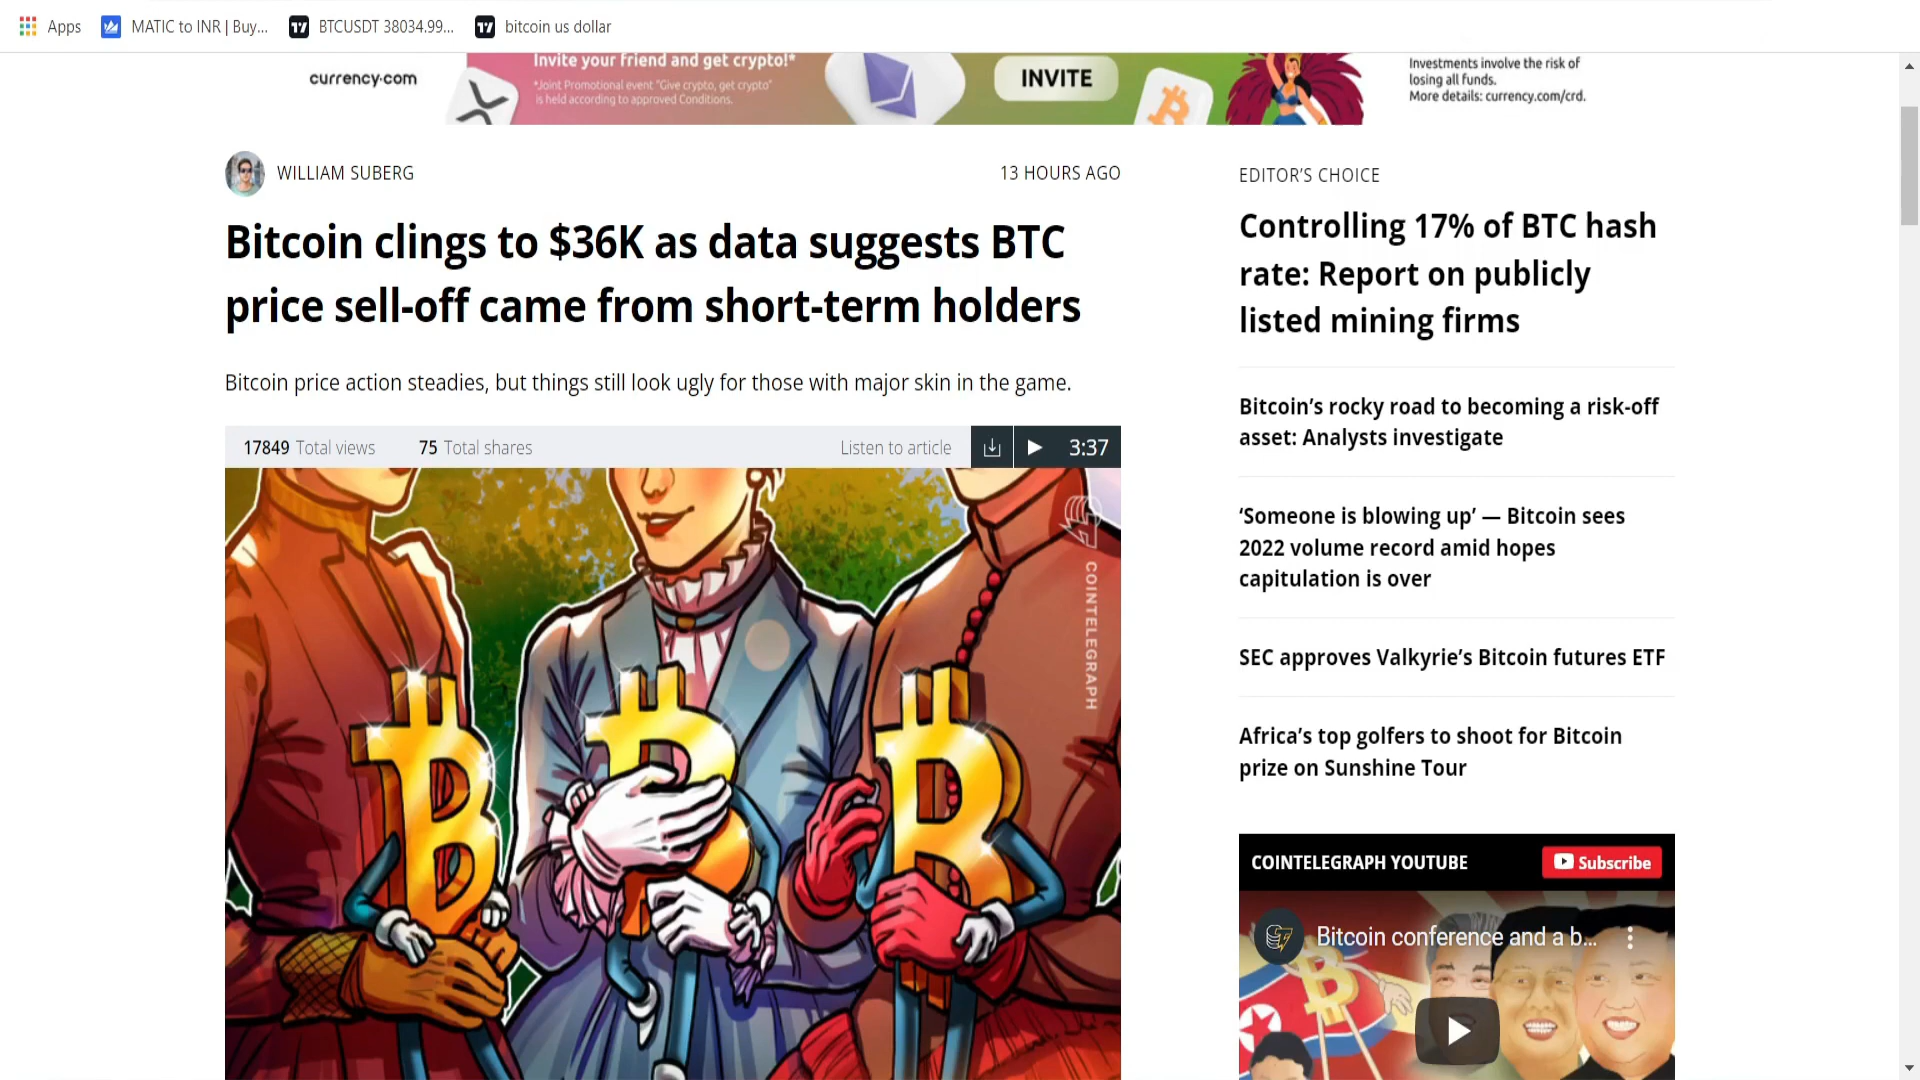 Apps MATIC to INR | Buy... BTCUSDT 38034.99... bitcoin us dollar
currency.com
Invite your friend and get crypto!*
*Joint Promotional event "Give crypto, get crypto"
is held according to approved Conditions.
INVITE
Investments involve the risk of
losing all funds.
More details: currency.com/crd.
WILLIAM SUBERG
13 HOURS AGO
Bitcoin clings to $36K as data suggests BTC
price sell-off came from short-term holders
Bitcoin price action steadies, but things still look ugly for those with major skin in the game.
17849 Total views 75 Total shares Listen to article 3:37
COINTELEGRAPH
EDITOR’S CHOICE
Controlling 17% of BTC hash
rate: Report on publicly
listed mining firms
Bitcoin’s rocky road to becoming a risk-off
asset: Analysts investigate
‘Someone is blowing up’ — Bitcoin sees
2022 volume record amid hopes
capitulation is over
SEC approves Valkyrie’s Bitcoin futures ETF
Africa’s top golfers to shoot for Bitcoin
prize on Sunshine Tour
COINTELEGRAPH YOUTUBE
Subscribe
Bitcoin conference and a b...